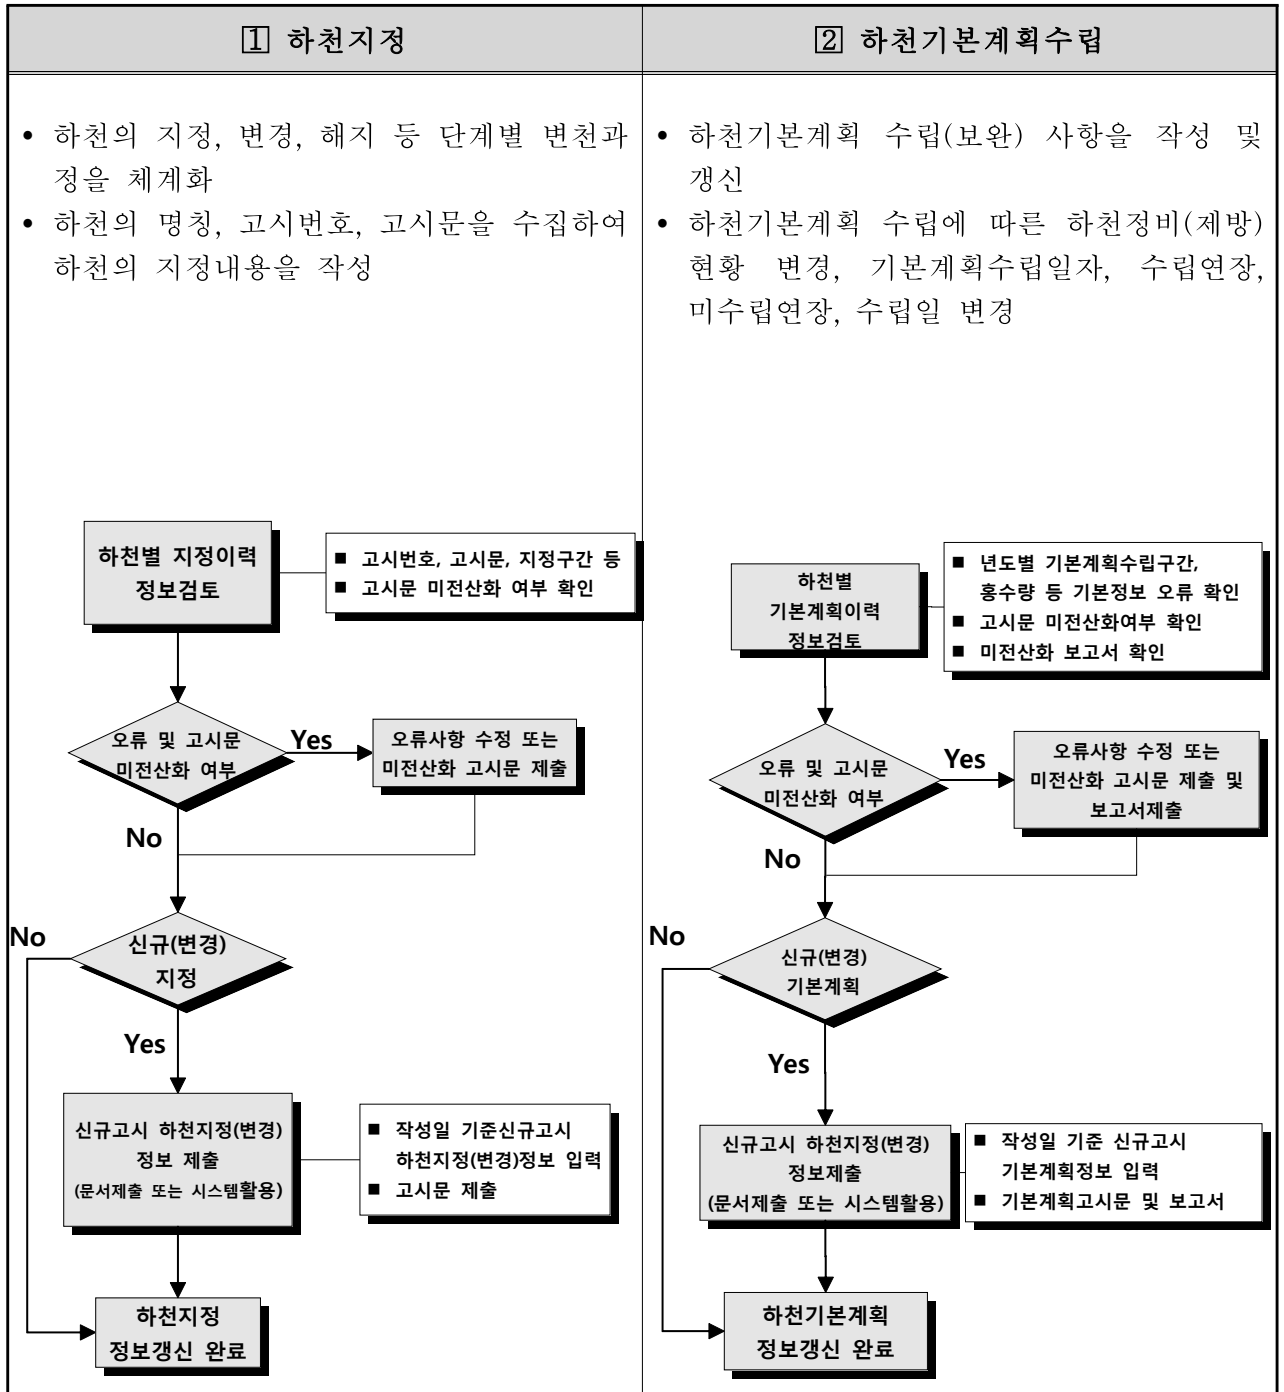 1 하천지정
• 하천의 지정, 변경, 해지 등 단계별 변천과
정을 체계화
• 하천의 명칭, 고시번호, 고시문을 수집하여
하천의 지정내용을 작성
하천별 지정이력
정보검토
■ 고시번호, 고시문, 지정구간 등
■ 고시문 미전산화 여부 확인
오류 및 고시문
미전산화 여부
Yes
오류사항 수정 또는
미전산화 고시문 제출
No
신규(변경)
지정
No
Yes
신규고시 하천지정(변경)
정보 제출
(문서제출 또는 시스템활용)
■ 작성일 기준신규고시
하천지정(변경)정보 입력
■ 고시문 제출
하천지정
정보갱신 완료
2 하천기본계획수립
• 하천기본계획 수립(보완) 사항을 작성 및
갱신
• 하천기본계획 수립에 따른 하천정비(제방)
현황 변경, 기본계획수립일자, 수립연장,
미수립연장, 수립일 변경
하천별
기본계획이력
정보검토
■ 년도별 기본계획수립구간,
홍수량 등 기본정보 오류 확인
■ 고시문 미전산화여부 확인
■ 미전산화 보고서 확인
오류 및 고시문
미전산화 여부
Yes
오류사항 수정 또는
미전산화 고시문 제출 및
보고서제출
No
신규(변경)
기본계획
No
Yes
신규고시 하천지정(변경)
정보제출
(문서제출 또는 시스템활용)
■ 작성일 기준 신규고시
기본계획정보 입력
■ 기본계획고시문 및 보고서
하천기본계획
정보갱신 완료